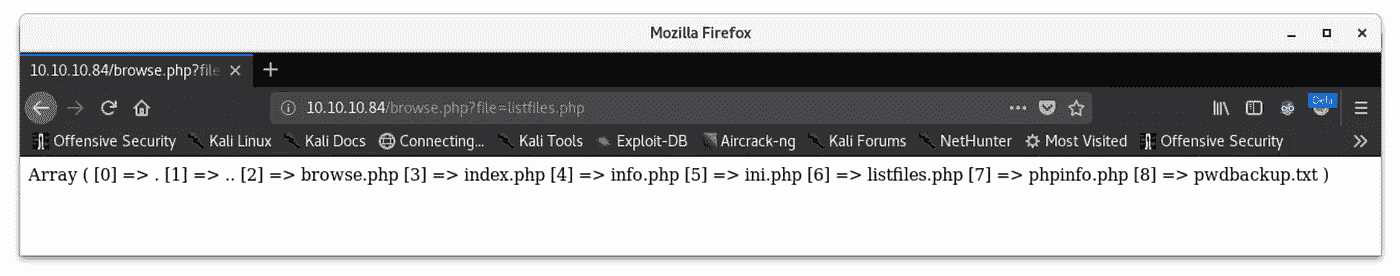 Mozilla Firefox
10.10.10.84/browse.php?file
10.10.10.84/browse.php?file=listfiles.php
Beta
Offensive Security Kali Linux Kali Docs Connecting... Kali Tools Exploit-DB Aircrack-ng Kali Forums NetHunter Most Visited Offensive Security
Array ( [0] => . [1] => .. [2] => browse.php [3] => index.php [4] => info.php [5] => ini.php [6] => listfiles.php [7] => phpinfo.php [8] => pwdbackup.txt )